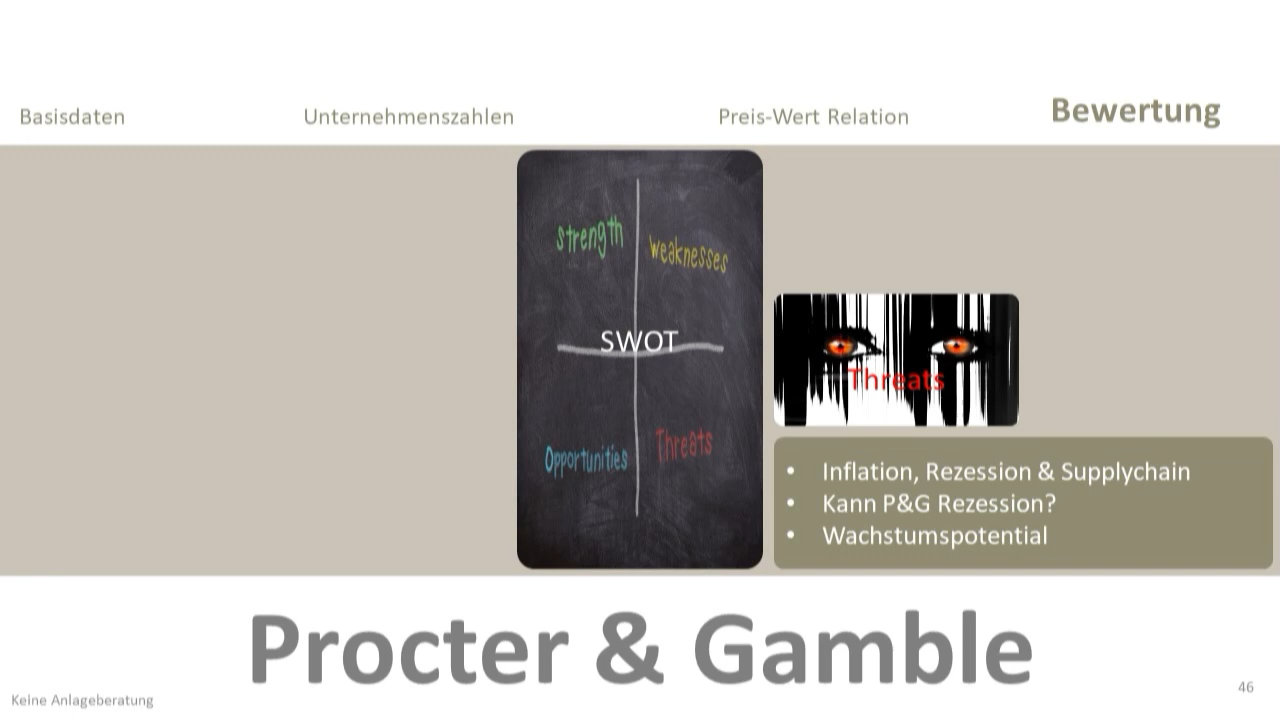 Basisdaten
Unternehmenszahlen
Preis-Wert Relation
Bewertung
strength
weaknesses
SWOT
Opportunities
Threats
Threats
• Inflation, Rezession & Supplychain
• Kann P&G Rezession?
• Wachstumspotential
Procter & Gamble
Keine Anlageberatung
46